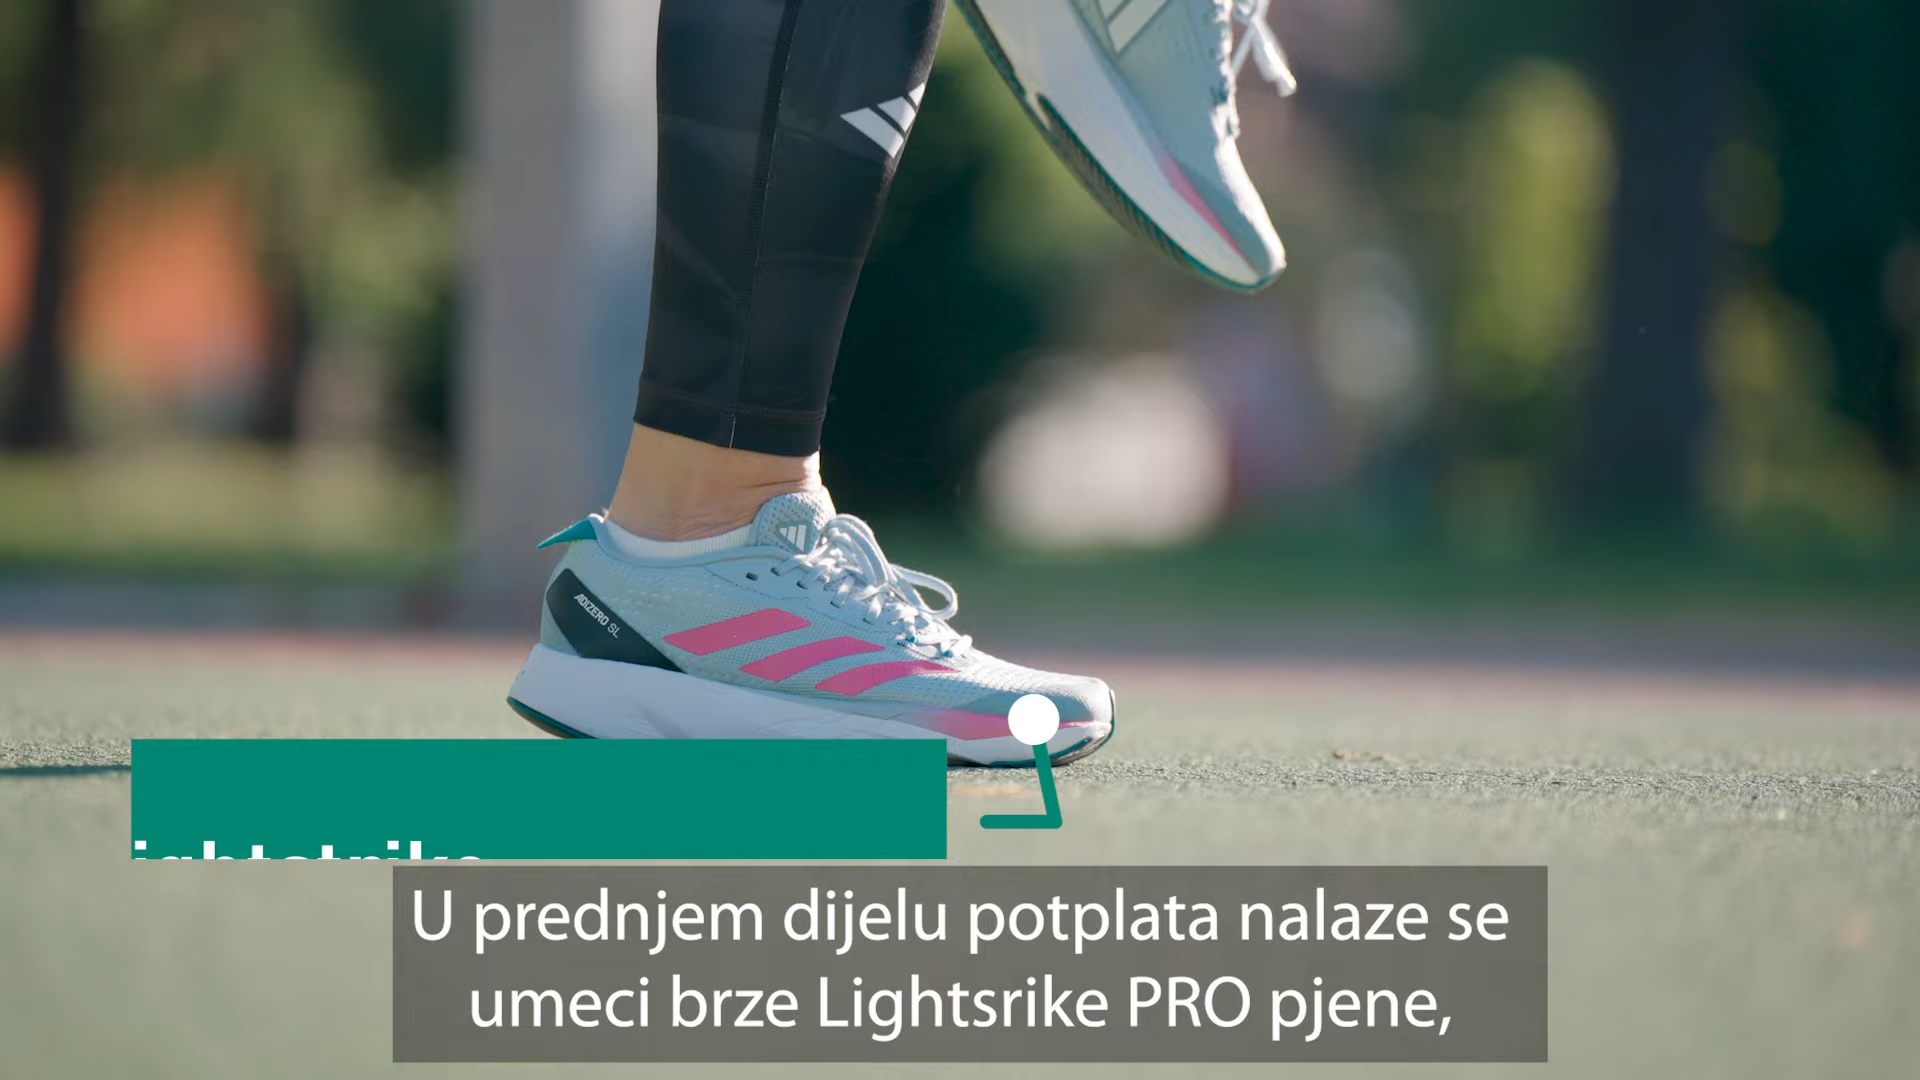 ADIZERO SL
U prednjem dijelu potplata nalaze se
umeci brze Lightsrike PRO pjene,